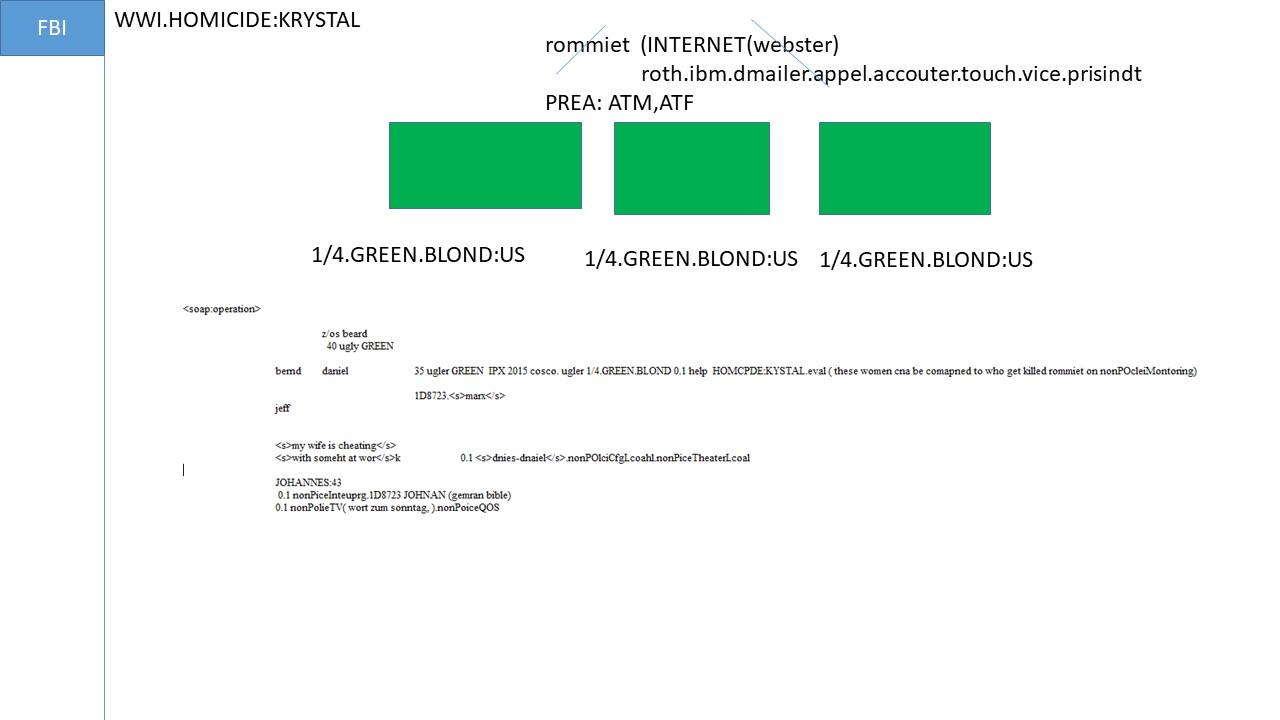 FBI
WWI.HOMICIDE:KRYSTAL
rommiet (INTERNET(webster)
roth.ibm.dmailer.appel.accouter.touch.vice.prisindt
PREA: ATM,ATF
1/4.GREEN.BLOND:US 1/4.GREEN.BLOND:US 1/4.GREEN.BLOND:US
<soap:operation>
z/os beard
40 ugly GREEN
bernd daniel 35 ugler GREEN IPX 2015 cosco. ugler 1/4.GREEN.BLOND 0.1 help HOMCPDE:KYSTAL.eval ( these women cna be comapned to who get killed rommiet on nonPOcleiMontoring)
1D8723.<s>marx</s>
jeff
<s>my wife is cheating</s>
<s>with someht at wor</s>k 0.1 <s>dnies-dnaiel</s>.nonPOlciCfgLcoahl.nonPiceTheaterLcoal
JOHANNES:43
0.1 nonPiceInteuprg.1D8723 JOHNAN (gemran bible)
0.1 nonPolieTV( wort zum sonntag, ).nonPoiceQOS